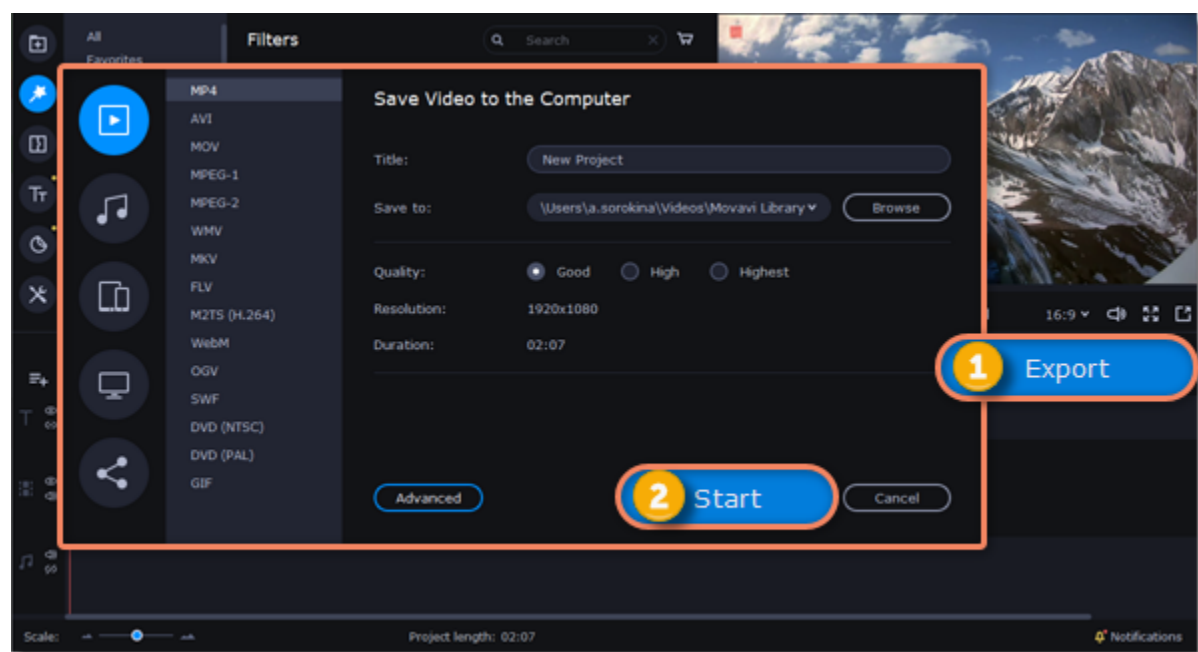 All
Favorites
Filters
Search
MP4
AVI
MOV
MPEG-1
MPEG-2
WMV
MKV
FLV
M2TS (H.264)
WebM
OGV
SWF
DVD (NTSC)
DVD (PAL)
GIF
Save Video to the Computer
Title: New Project
Save to: \Users\a.sorokina\Videos\Movavi Library Browse
Quality: Good High Highest
Resolution: 1920x1080
Duration: 02:07
Advanced 2 Start Cancel
16:9
1 Export
Scale: Project length: 02:07 Notifications